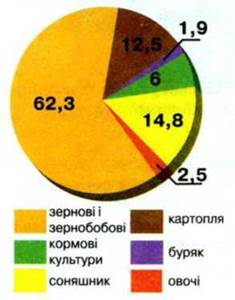 1,9
12,5
6
62,3
14,8
2,5
зернові і
зернобобові
картопля
кормові
культури
буряк
соняшник
овочі